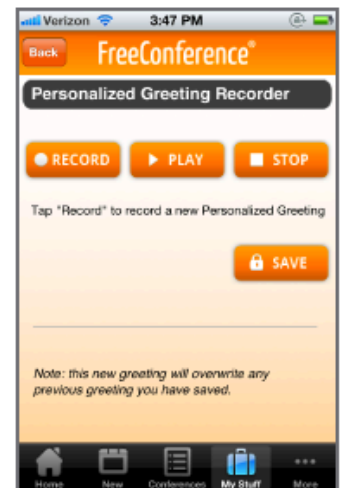 Verizon 3:47 PM
Back FreeConference®
Personalized Greeting Recorder
RECORD PLAY STOP
Tap "Record" to record a new Personalized Greeting
SAVE
Note: this new greeting will overwrite any
previous greeting you have saved.
Home New Conferences My Stuff More